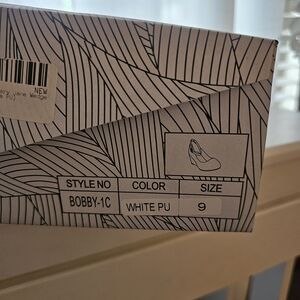 NEW
STYLE NO COLOR SIZE
BOBBY-1C WHITE PU 9